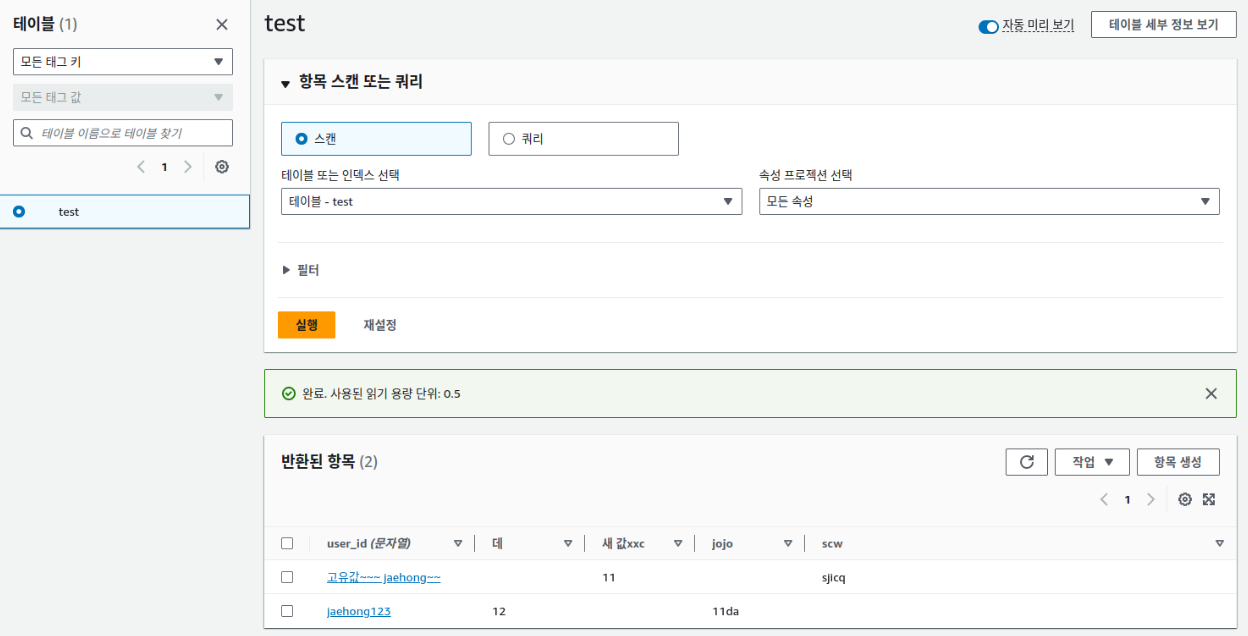 테이블 (1)
모든 태그 키
모든 태그 값
테이블 이름으로 테이블 찾기
1
test
test
자동 미리 보기
테이블 세부 정보 보기
항목 스캔 또는 쿼리
스캔
쿼리
테이블 또는 인덱스 선택
속성 프로젝션 선택
테이블 - test
모든 속성
필터
실행
재설정
완료. 사용된 읽기 용량 단위: 0.5
반환된 항목 (2)
작업
항목 생성
1
user_id (문자열) 데 새 값xxc jojo scw
고유값~~~ jaehong~~ 11 sjicq
jaehong123 12 11da